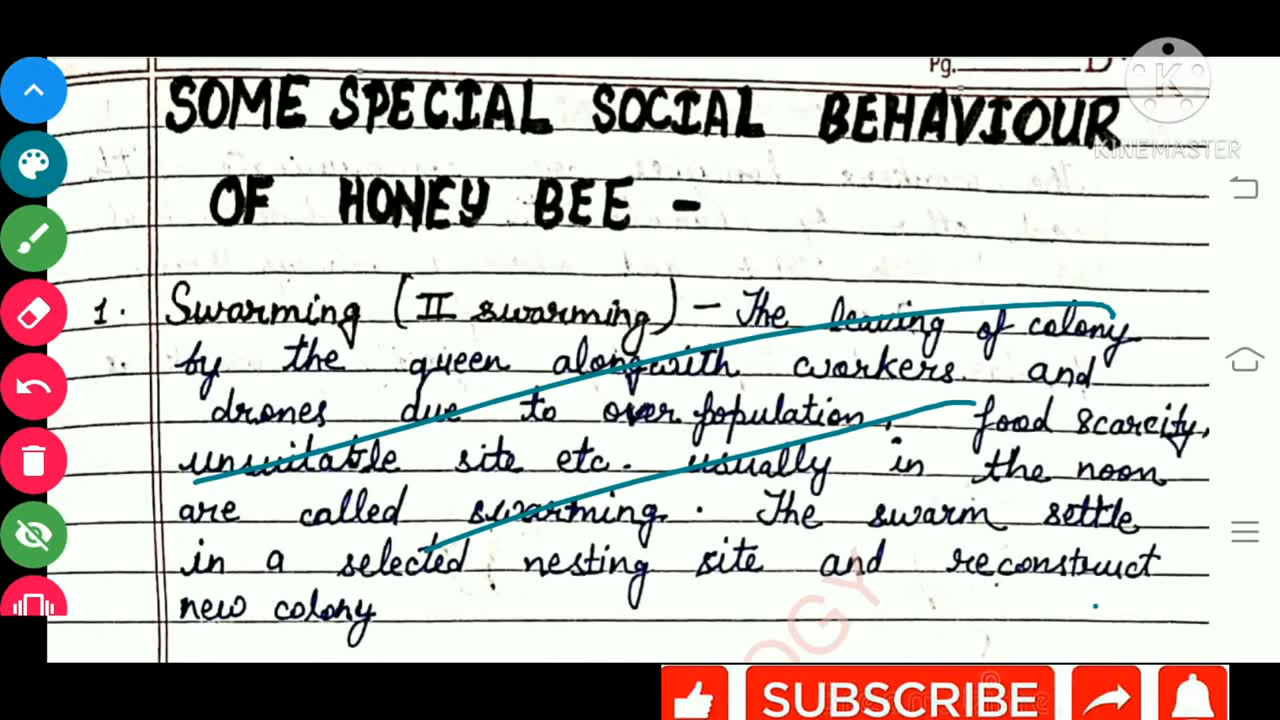 Pg.
K
KINEMASTER
SOME SPECIAL SOCIAL BEHAVIOUR
OF HONEY BEE -
1. Swarming (II swarming) - The leaving of colony
by the queen alongwith workers and
drones due to over population, food scarcity,
unsuitable site etc. usually in the noon
are called swarming. The swarm settle
in a selected nesting site and reconstruct
new colony
OGY
SUBSCRIBE